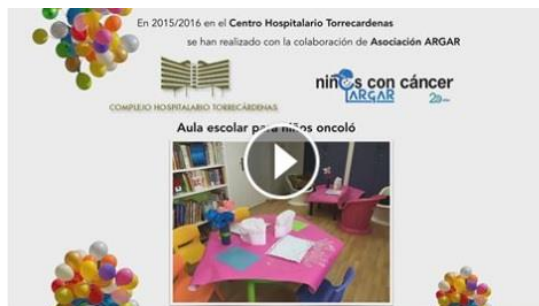 En 2015/2016 en el Centro Hospitalario Torrecardenas
se han realizado con la colaboración de Asociación ARGAR
COMPLEJO HOSPITALARIO TORRECÁRDENAS
niños con cáncer
ARGAR
Aula escolar para niños oncoló